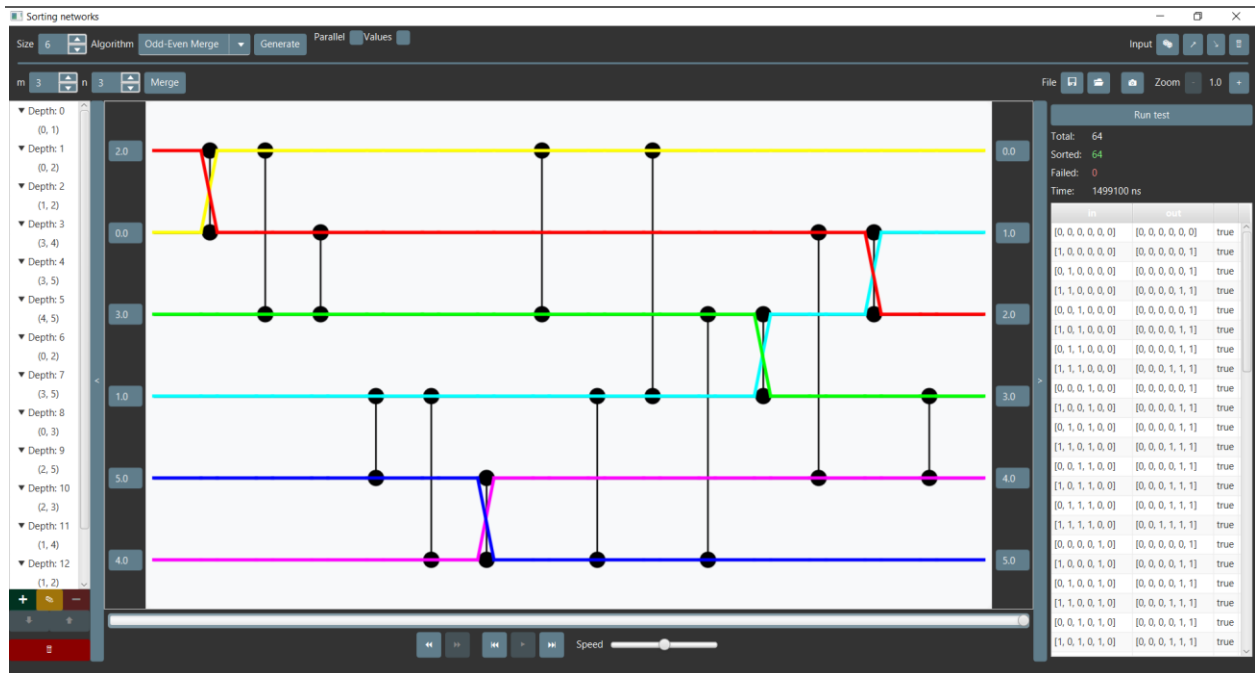 Sorting networks
Size 6 Algorithm Odd-Even Merge Generate Parallel Values Input
m 3 n 3 Merge File Zoom - 1.0 +
Depth: 0
(0, 1)
Depth: 1
(0, 2)
Depth: 2
(1, 2)
Depth: 3
(3, 4)
Depth: 4
(3, 5)
Depth: 5
(4, 5)
Depth: 6
(0, 2)
Depth: 7
(3, 5)
Depth: 8
(0, 3)
Depth: 9
(2, 5)
Depth: 10
(2, 3)
Depth: 11
(1, 4)
Depth: 12
(1, 2)
<
2.0
0.0
3.0
1.0
5.0
4.0
0.0
1.0
2.0
3.0
4.0
5.0
Speed
>
Run test
Total: 64
Sorted: 64
Failed: 0
Time: 1499100 ns
in out
[0, 0, 0, 0, 0, 0] [0, 0, 0, 0, 0, 0] true
[1, 0, 0, 0, 0, 0] [0, 0, 0, 0, 0, 1] true
[0, 1, 0, 0, 0, 0] [0, 0, 0, 0, 0, 1] true
[1, 1, 0, 0, 0, 0] [0, 0, 0, 0, 1, 1] true
[0, 0, 1, 0, 0, 0] [0, 0, 0, 0, 0, 1] true
[1, 0, 1, 0, 0, 0] [0, 0, 0, 0, 1, 1] true
[0, 1, 1, 0, 0, 0] [0, 0, 0, 0, 1, 1] true
[1, 1, 1, 0, 0, 0] [0, 0, 0, 1, 1, 1] true
[0, 0, 0, 1, 0, 0] [0, 0, 0, 0, 0, 1] true
[1, 0, 0, 1, 0, 0] [0, 0, 0, 0, 1, 1] true
[0, 1, 0, 1, 0, 0] [0, 0, 0, 0, 1, 1] true
[1, 1, 0, 1, 0, 0] [0, 0, 0, 1, 1, 1] true
[0, 0, 1, 1, 0, 0] [0, 0, 0, 0, 1, 1] true
[1, 0, 1, 1, 0, 0] [0, 0, 0, 1, 1, 1] true
[0, 1, 1, 1, 0, 0] [0, 0, 0, 1, 1, 1] true
[1, 1, 1, 1, 0, 0] [0, 0, 1, 1, 1, 1] true
[0, 0, 0, 0, 1, 0] [0, 0, 0, 0, 0, 1] true
[1, 0, 0, 0, 1, 0] [0, 0, 0, 0, 1, 1] true
[0, 1, 0, 0, 1, 0] [0, 0, 0, 0, 1, 1] true
[1, 1, 0, 0, 1, 0] [0, 0, 0, 1, 1, 1] true
[0, 0, 1, 0, 1, 0] [0, 0, 0, 0, 1, 1] true
[1, 0, 1, 0, 1, 0] [0, 0, 0, 1, 1, 1] true